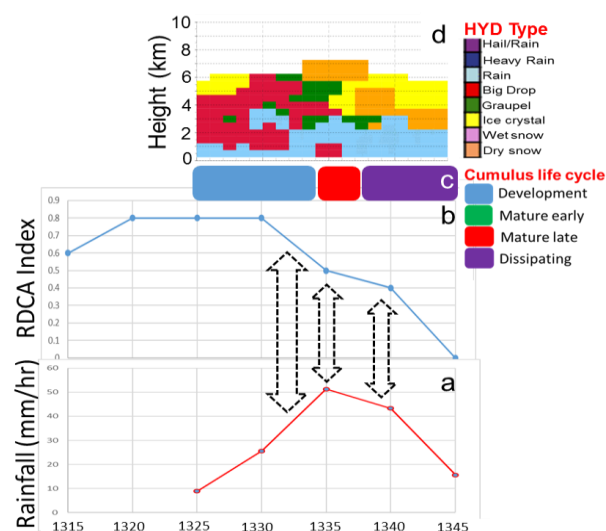 10
8
6
4
2
0
Height (km)
d
HYD Type
Hail/Rain
Heavy Rain
Rain
Big Drop
Graupel
Ice crystal
Wet snow
Dry snow
c
Cumulus life cycle
Development
Mature early
Mature late
Dissipating
b
0.9
0.8
0.7
0.6
0.5
0.4
0.3
0.2
0.1
0
RDCA Index
a
60
50
40
30
20
10
0
Rainfall (mm/hr)
1315 1320 1325 1330 1335 1340 1345